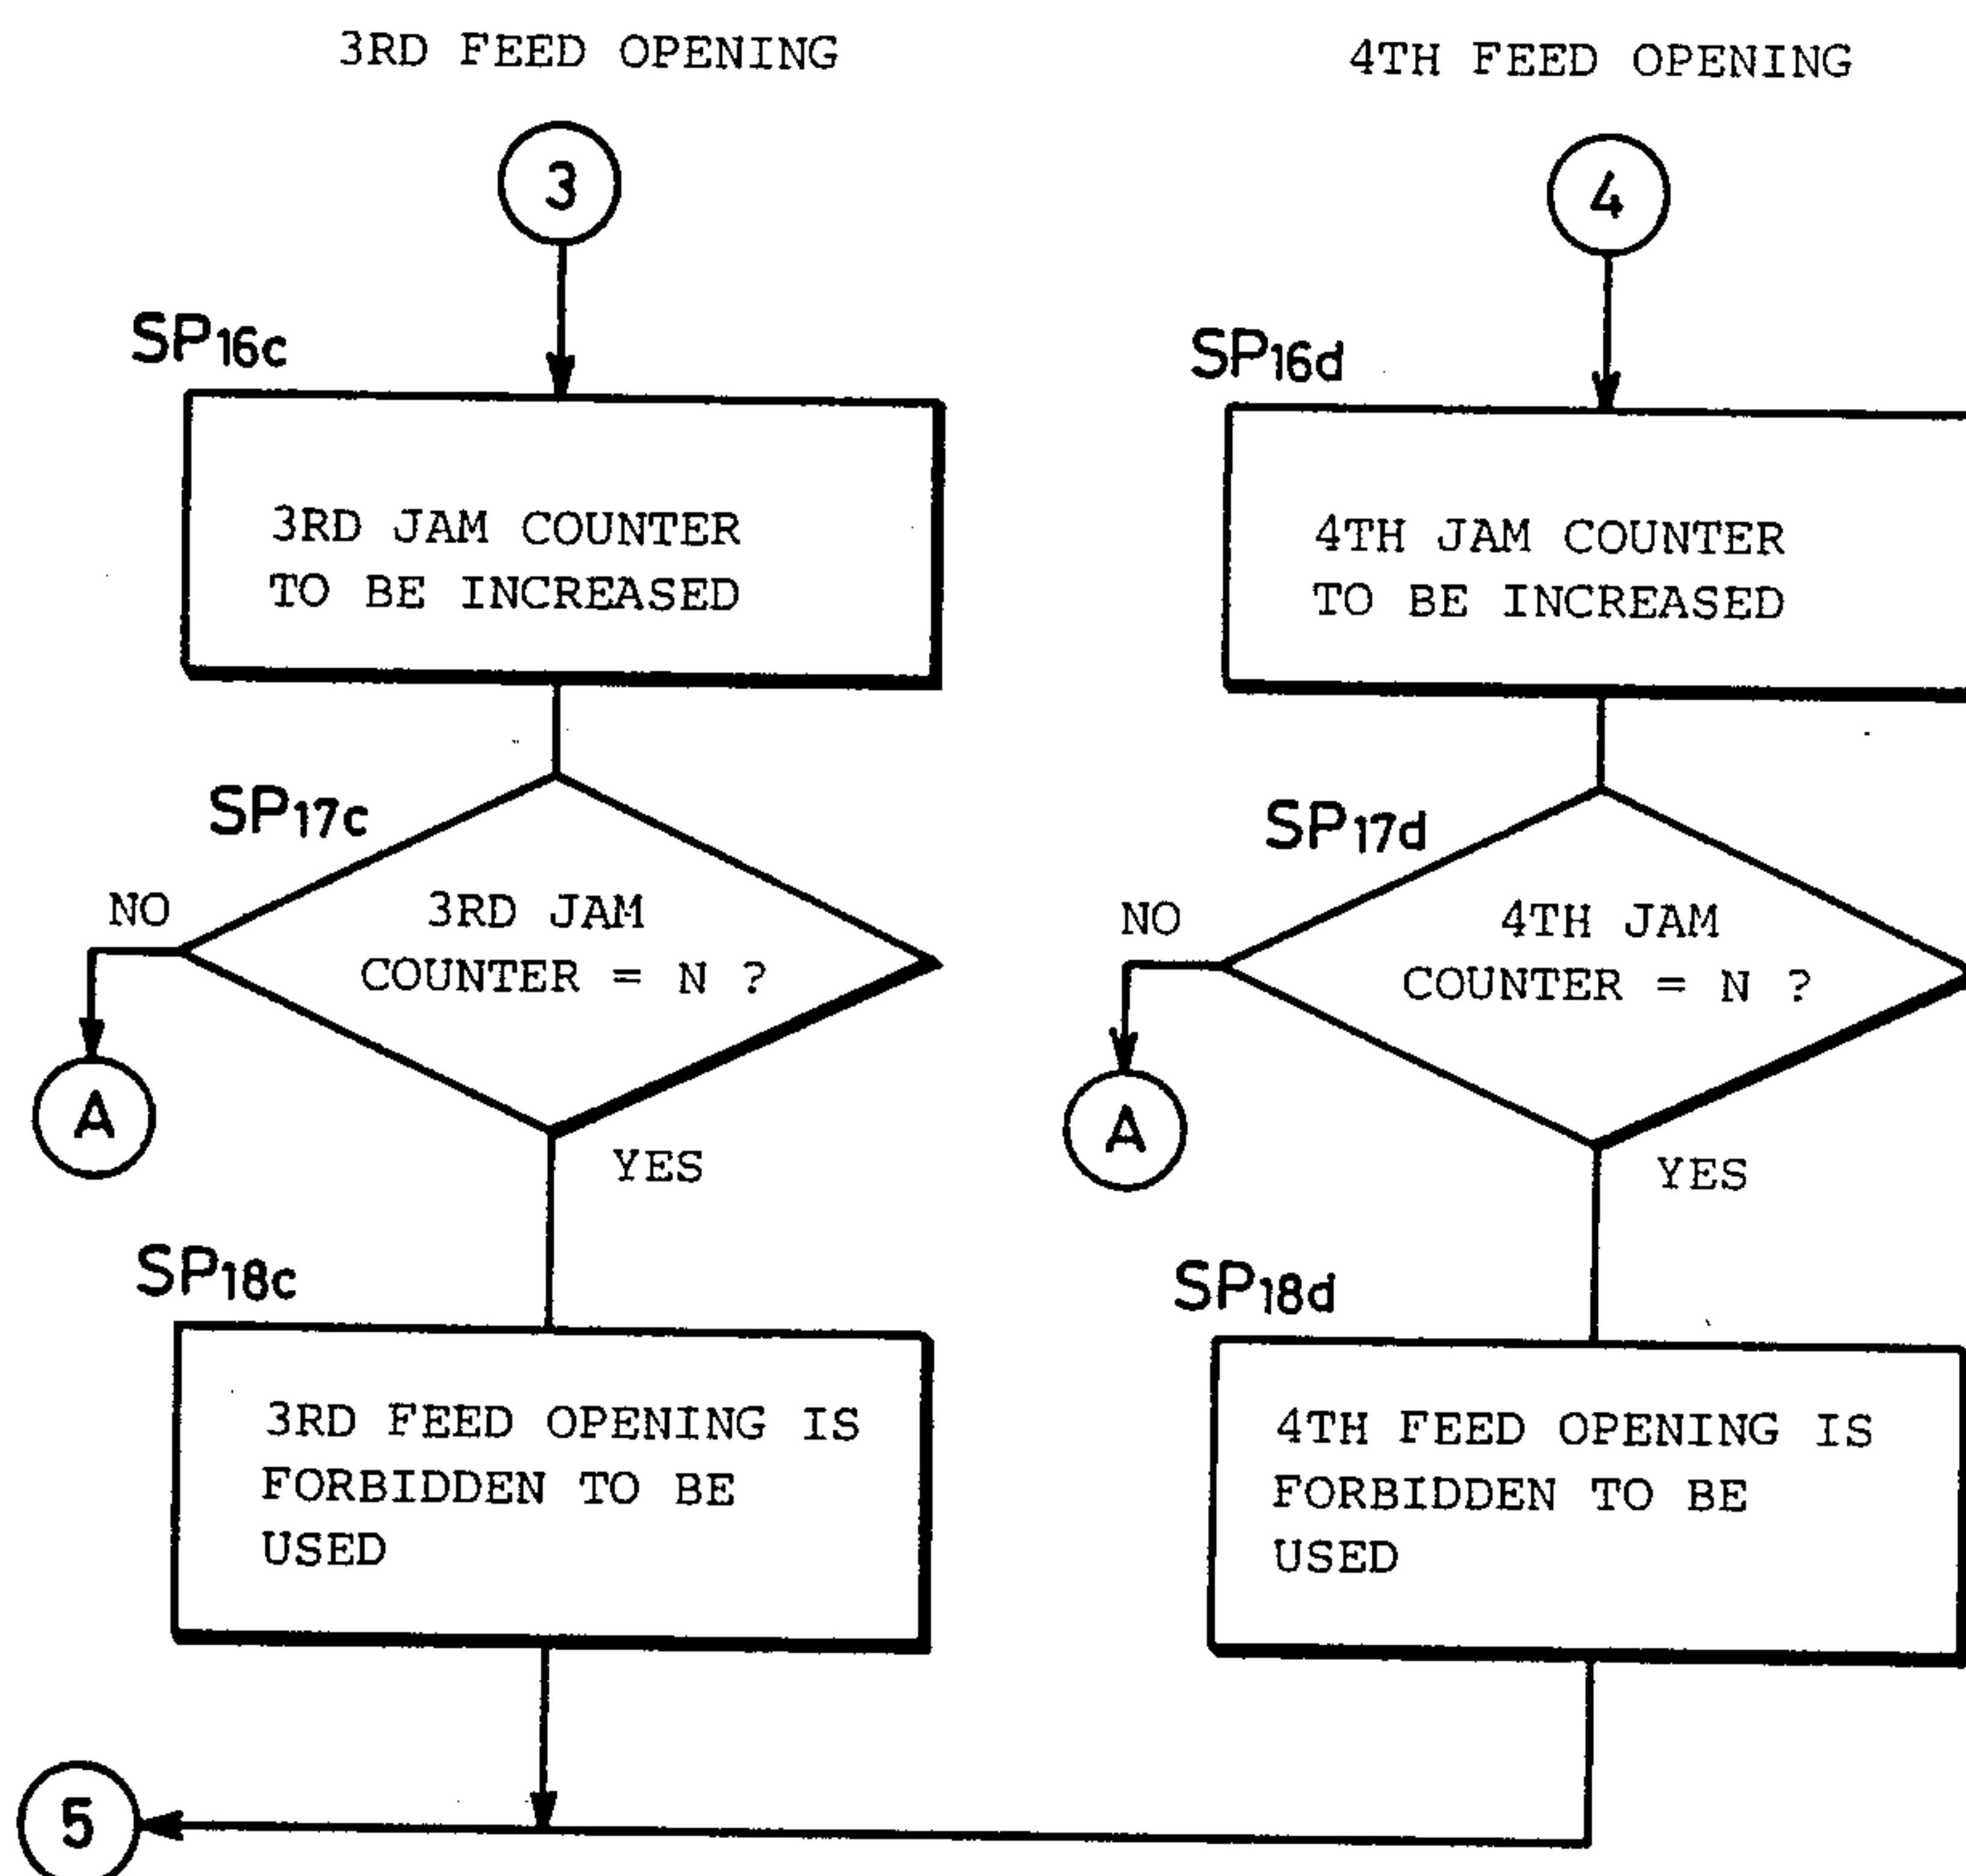 3RD FEED OPENING
3
SP16c
3RD JAM COUNTER
TO BE INCREASED
SP17c
NO
3RD JAM
COUNTER = N ?
A
YES
SP18c
3RD FEED OPENING IS
FORBIDDEN TO BE
USED
5
4TH FEED OPENING
4
SP16d
4TH JAM COUNTER
TO BE INCREASED
SP17d
NO
4TH JAM
COUNTER = N ?
A
YES
SP18d
4TH FEED OPENING IS
FORBIDDEN TO BE
USED